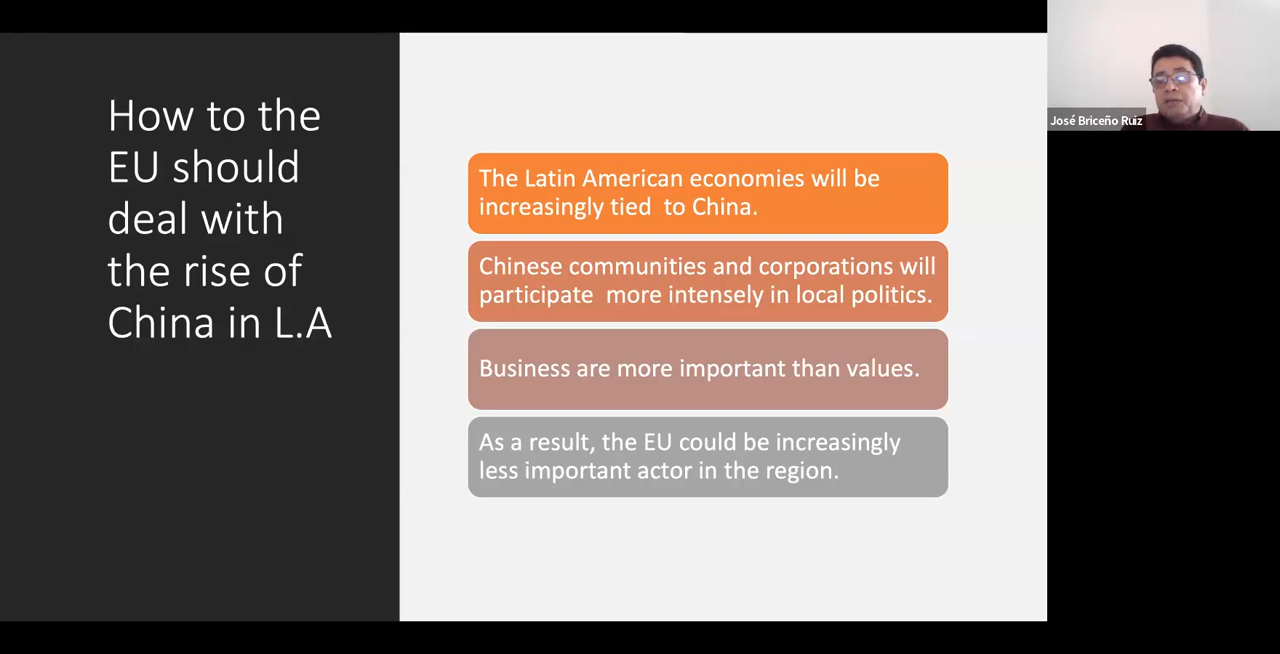 How to the
EU should
deal with
the rise of
China in L.A
The Latin American economies will be
increasingly tied  to China.
Chinese communities and corporations will
participate  more intensely in local politics.
Business are more important than values.
As a result, the EU could be increasingly
less important actor in the region.
José Briceño Ruiz